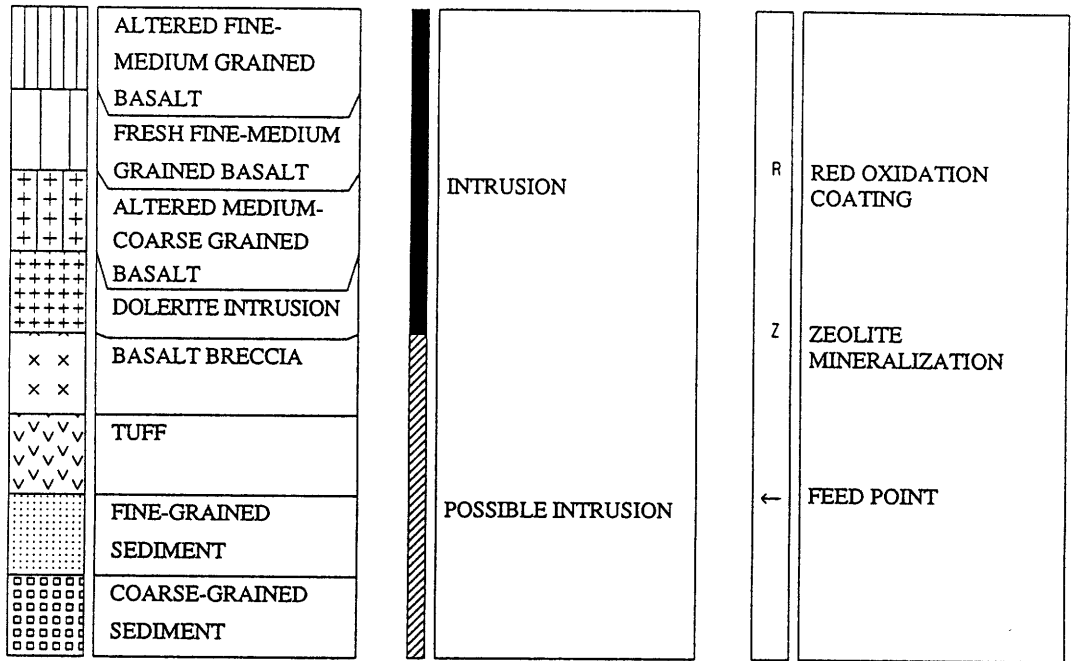 ALTERED FINE-
MEDIUM GRAINED
BASALT
FRESH FINE-MEDIUM
GRAINED BASALT
ALTERED MEDIUM-
COARSE GRAINED
BASALT
DOLERITE INTRUSION
BASALT BRECCIA
TUFF
FINE-GRAINED
SEDIMENT
COARSE-GRAINED
SEDIMENT
INTRUSION
POSSIBLE INTRUSION
R RED OXIDATION
COATING
Z ZEOLITE
MINERALIZATION
← FEED POINT